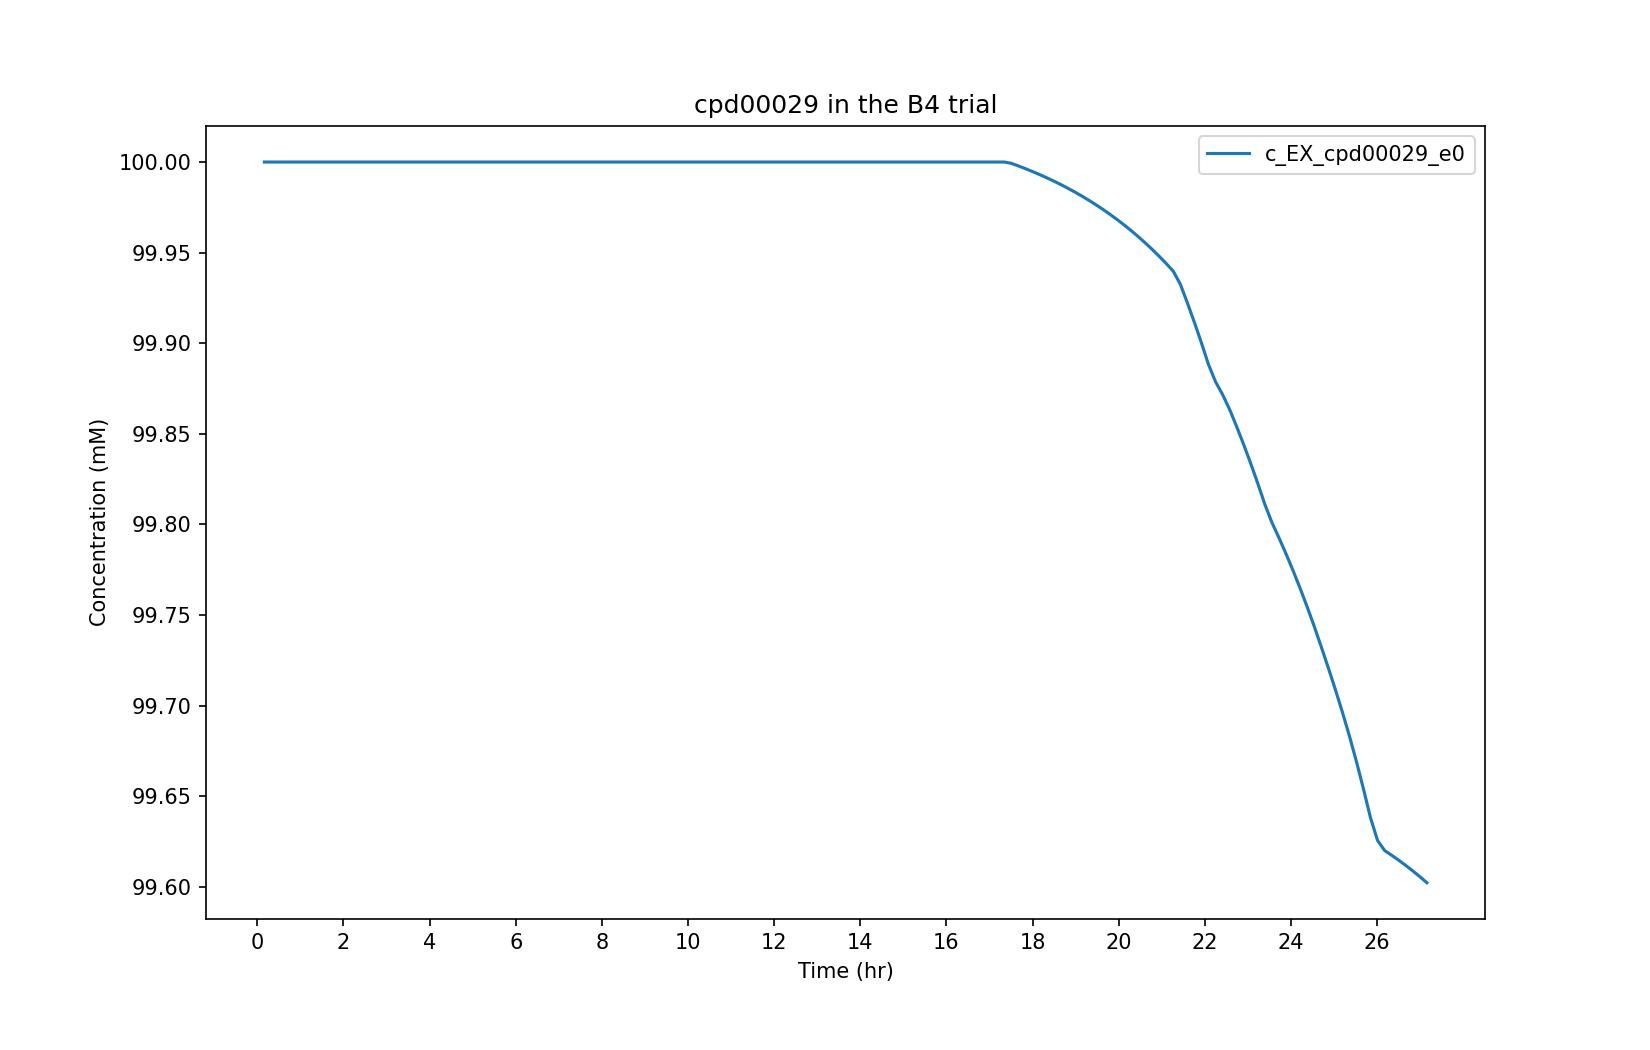 cpd00029 in the B4 trial
c_EX_cpd00029_e0
Concentration (mM)
100.00
99.95
99.90
99.85
99.80
99.75
99.70
99.65
99.60
0 2 4 6 8 10 12 14 16 18 20 22 24 26
Time (hr)